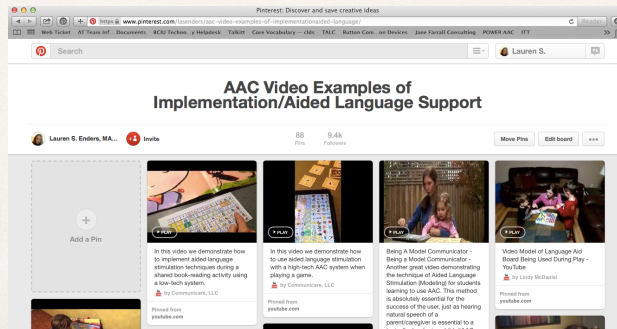 Pinterest: Discover and save creative ideas
https www.pinterest.com/lasenders/aac-video-examples-of-implementationaided-language/
Reader
Web Ticket AT Team Inf. Documents BCIU Techno...y Helpdesk Talkitt Core Vocabulary — clds TALC Button Com...on Devices Jane Farrall Consulting POWER AAC ITT
Search
Lauren S.
AAC Video Examples of
Implementation/Aided Language Support
Lauren S. Enders, MA...
Invite
88
Pins
9.4k
Followers
Move Pins
Edit board
Add a Pin
PLAY
In this video we demonstrate how
to implement aided language
stimulation techniques during a
shared book-reading activity using
a low-tech system.
by Communicare, LLC
Pinned from
youtube.com
PLAY
In this video we demonstrate how
to use aided language stimulation
with a high-tech AAC system when
playing a game.
by Communicare, LLC
Pinned from
youtube.com
PLAY
Being A Model Communicator -
Being a Model Communicator -
Another great video demonstrating
the technique of Aided Language
Stimulation (Modeling) for students
learning to use AAC. This method
is absolutely essential for the
success of the user, just as hearing
natural speech of a
parent/caregiver is essential to a
PLAY
Video Model of Language Aid
Board Being Used During Play -
YouTube
by Lindy McDaniel
Pinned from
youtube.com